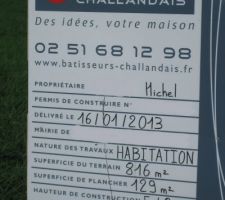 CHALLANDAIS
Des idées, votre maison
02 51 68 12 98
www.batisseurs-challandais.fr
PROPRIÉTAIRE Michel
PERMIS DE CONSTRUIRE N°
DÉLIVRÉ LE 16/01/2013
MAIRIE DE
NATURE DES TRAVAUX HABITATION
SUPERFICIE DU TERRAIN 816 m²
SUPERFICIE DE PLANCHER 129 m²
HAUTEUR DE CONSTRUCTION